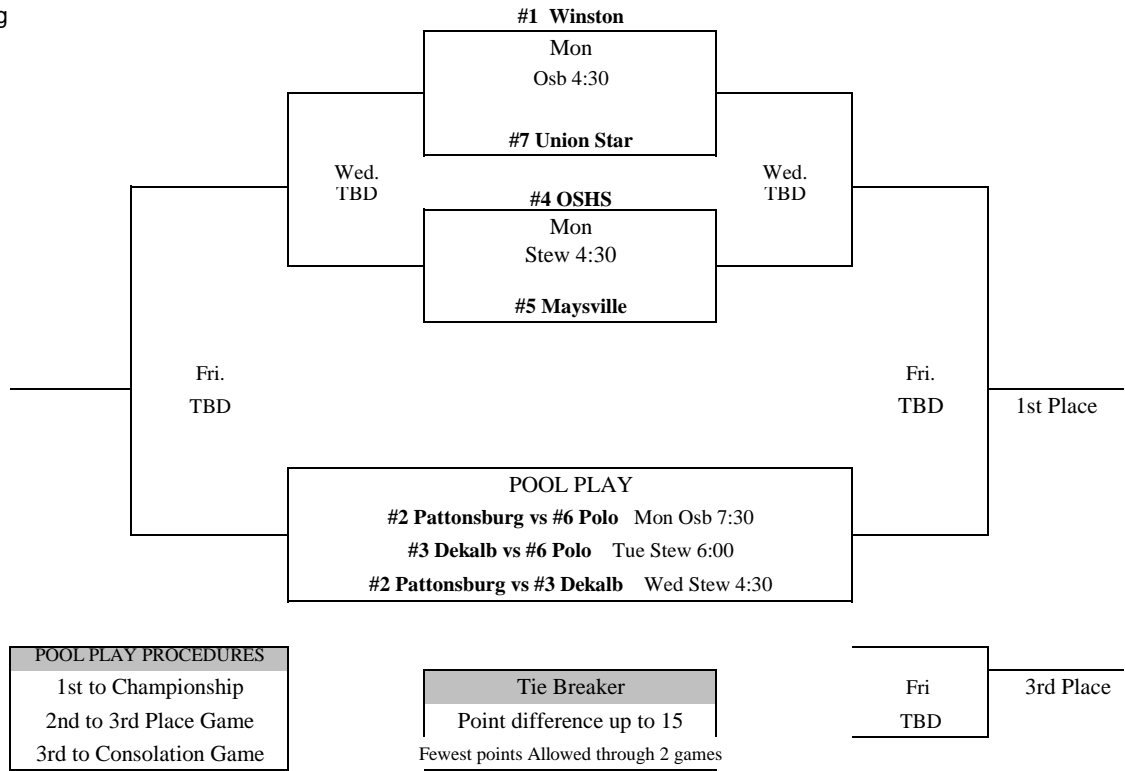 g
#1 Winston
Mon
Osb 4:30
#7 Union Star
Wed.
TBD
Wed.
TBD
#4 OSHS
Mon
Stew 4:30
#5 Maysville
Fri.
TBD
Fri.
TBD
1st Place
POOL PLAY
#2 Pattonsburg vs #6 Polo Mon Osb 7:30
#3 Dekalb vs #6 Polo Tue Stew 6:00
#2 Pattonsburg vs #3 Dekalb Wed Stew 4:30
POOL PLAY PROCEDURES
1st to Championship
2nd to 3rd Place Game
3rd to Consolation Game
Tie Breaker
Point difference up to 15
Fewest points Allowed through 2 games
Fri
TBD
3rd Place